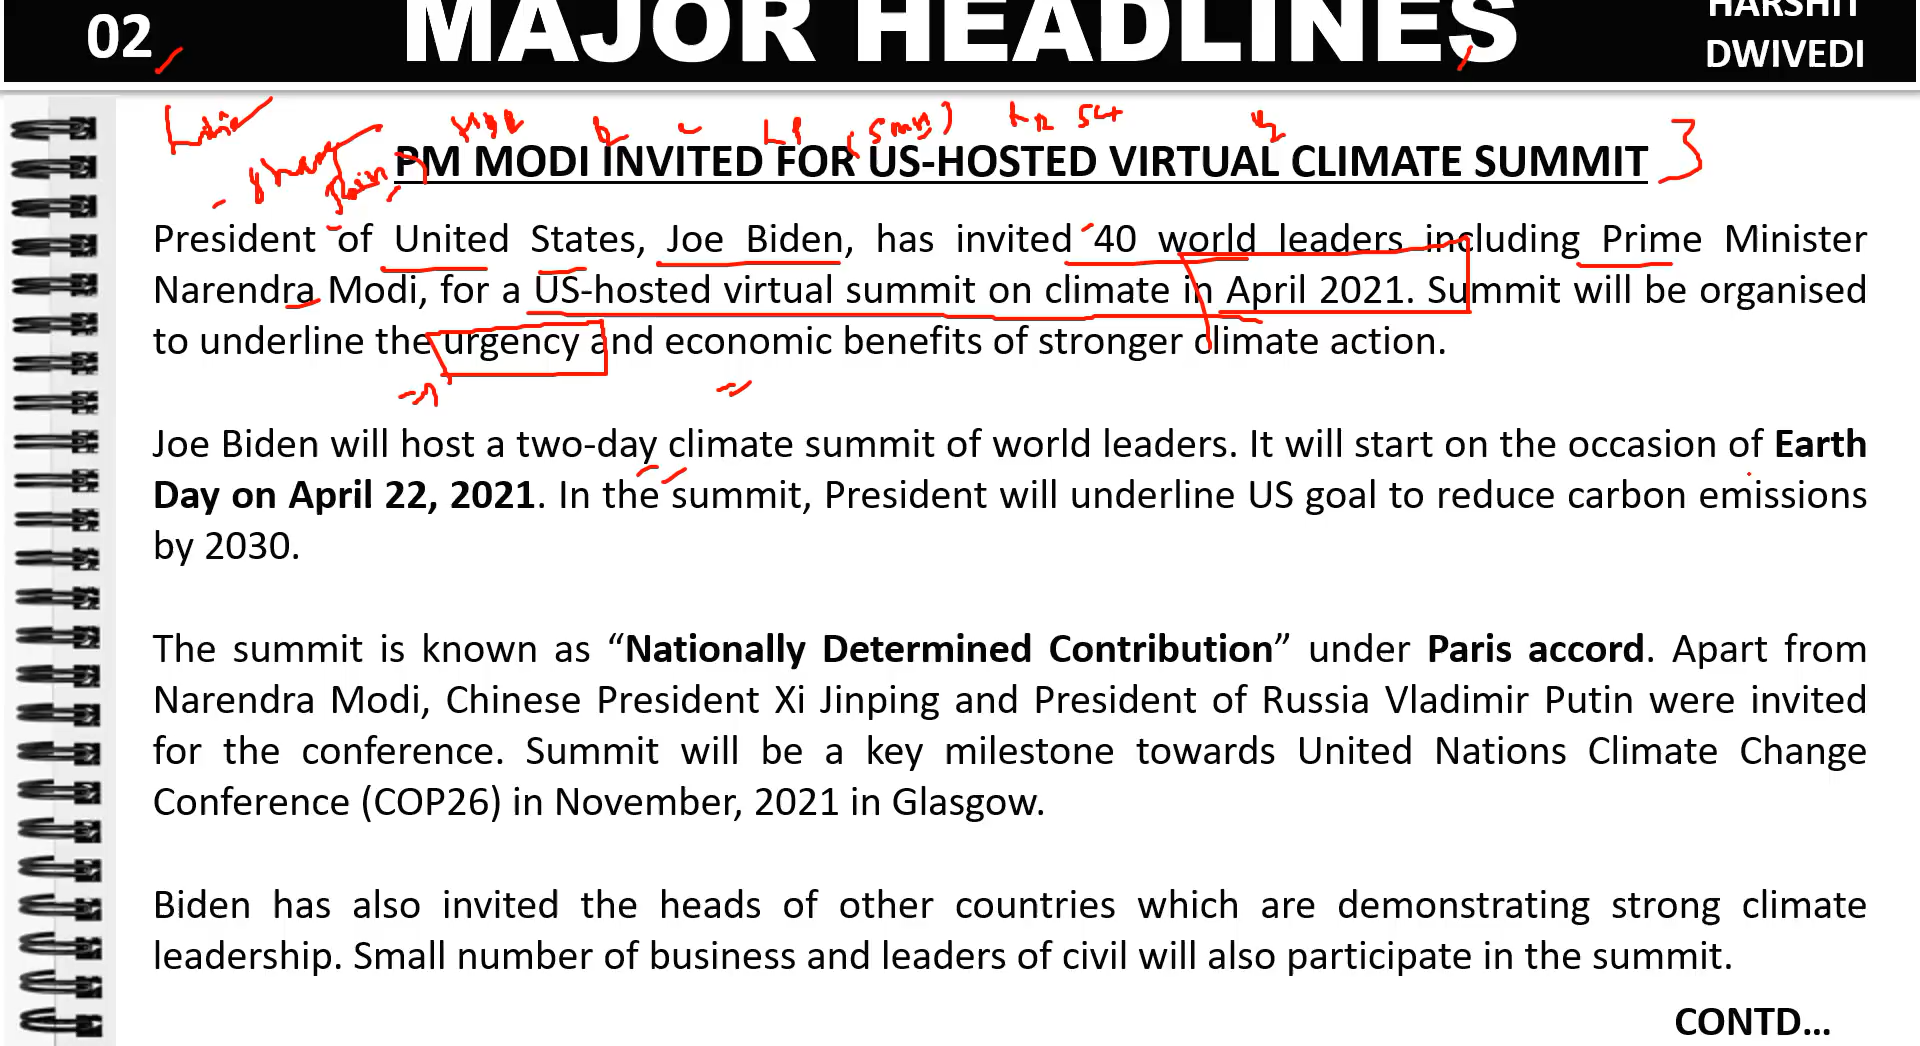 02
MAJOR HEADLINES
HARSHIT
DWIVEDI
PM MODI INVITED FOR US-HOSTED VIRTUAL CLIMATE SUMMIT
President of United States, Joe Biden, has invited 40 world leaders including Prime Minister
Narendra Modi, for a US-hosted virtual summit on climate in April 2021. Summit will be organised
to underline the urgency and economic benefits of stronger climate action.
Joe Biden will host a two-day climate summit of world leaders. It will start on the occasion of Earth
Day on April 22, 2021. In the summit, President will underline US goal to reduce carbon emissions
by 2030.
The summit is known as “Nationally Determined Contribution” under Paris accord. Apart from
Narendra Modi, Chinese President Xi Jinping and President of Russia Vladimir Putin were invited
for the conference. Summit will be a key milestone towards United Nations Climate Change
Conference (COP26) in November, 2021 in Glasgow.
Biden has also invited the heads of other countries which are demonstrating strong climate
leadership. Small number of business and leaders of civil will also participate in the summit.
CONTD...